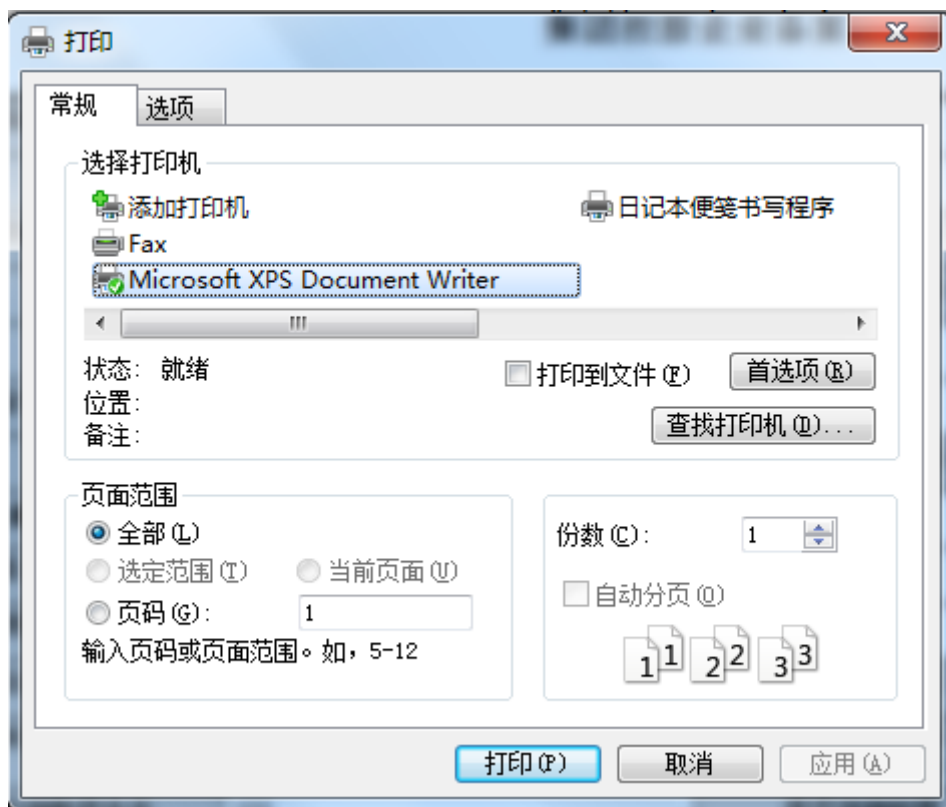 打印
常规 选项
选择打印机
添加打印机 日记本便笺书写程序
Fax
Microsoft XPS Document Writer
状态: 就绪 打印到文件(F) 首选项(R)
位置:
备注: 查找打印机(D)...
页面范围
全部(L) 份数(C): 1
选定范围(T) 当前页面(U) 自动分页(O)
页码(G): 1
输入页码或页面范围。如，5-12 1 1 2 2 3 3
打印(P) 取消 应用(A)